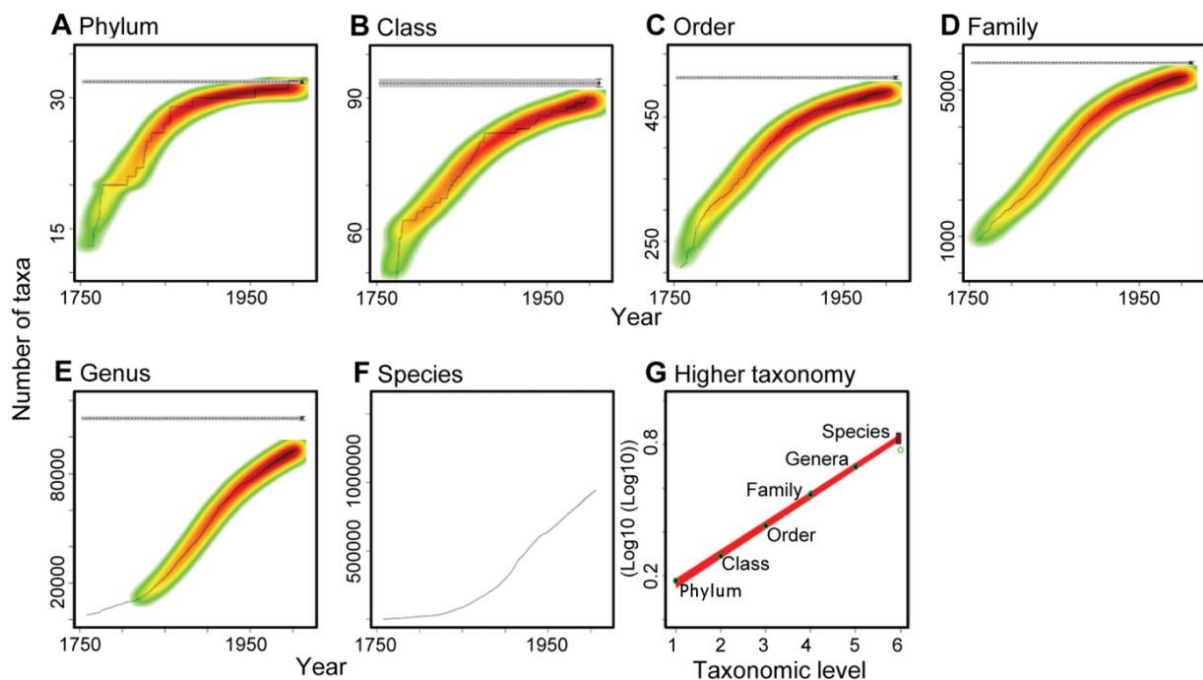 A Phylum
B Class
C Order
D Family
Number of taxa
30
15
1750
1950
90
60
1750
1950
450
250
1750
1950
5000
1000
1750
1950
Year
E Genus
F Species
G Higher taxonomy
800000
20000
1750
1950
1000000
500000
1750
1950
Year
(Log10 (Log10))
0.8
0.2
Species
Genera
Family
Order
Class
Phylum
1 2 3 4 5 6
Taxonomic level